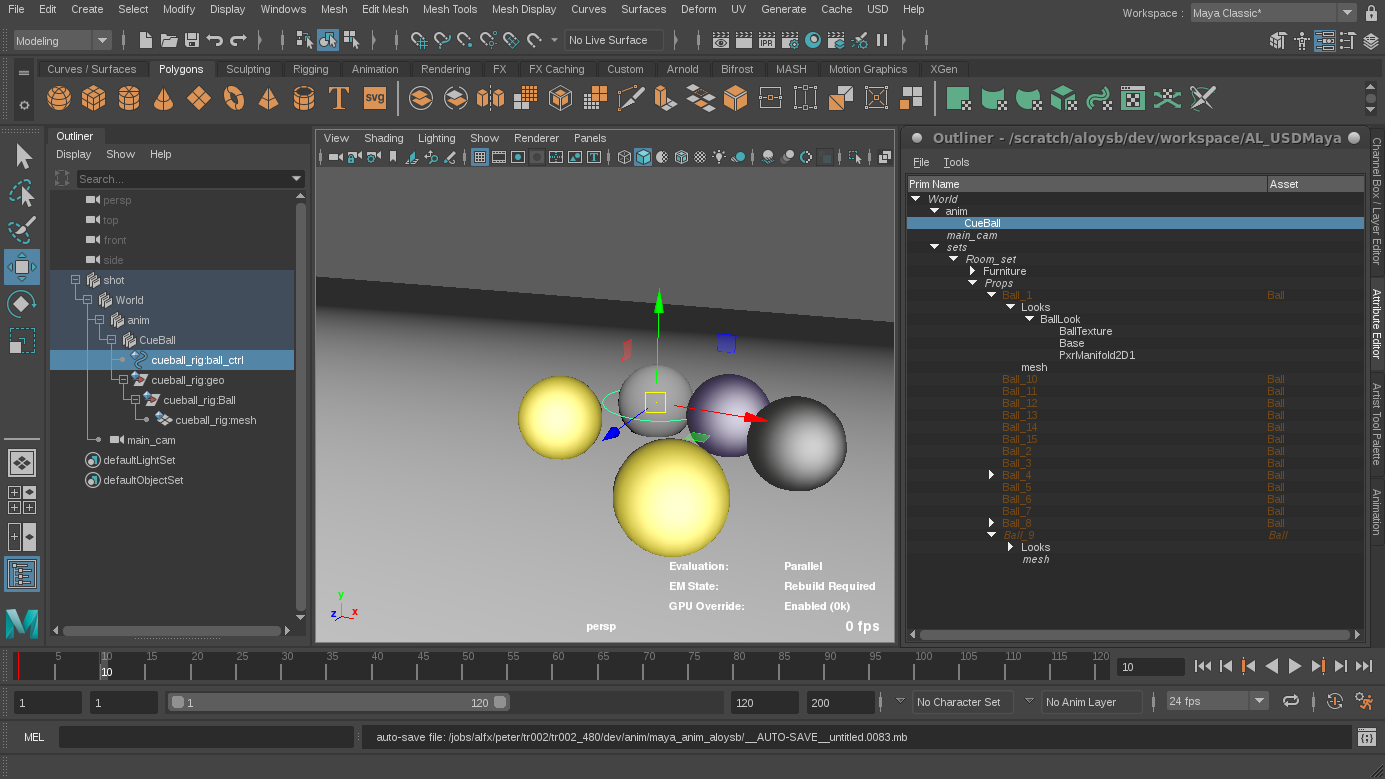 File Edit Create Select Modify Display Windows Mesh Edit Mesh Mesh Tools Mesh Display Curves Surfaces Deform UV Generate Cache USD Help
Workspace : Maya Classic*
Modeling
No Live Surface
IPR
Curves / Surfaces Polygons Sculpting Rigging Animation Rendering FX FX Caching Custom Arnold Bifrost MASH Motion Graphics XGen
T svg
Outliner
Display Show Help
Search...
persp
top
front
side
shot
World
anim
CueBall
cueball_rig:ball_ctrl
cueball_rig:geo
cueball_rig:Ball
cueball_rig:mesh
main_cam
defaultLightSet
defaultObjectSet
View Shading Lighting Show Renderer Panels
Evaluation: Parallel
EM State: Rebuild Required
GPU Override: Enabled (0k)
persp
0 fps
y
z x
Outliner - /scratch/aloysb/dev/workspace/AL_USDMaya
File Tools
Prim Name Asset
World
anim
CueBall
main_cam
sets
Room_set
Furniture
Props
Ball_1 Ball
Looks
BallLook
BallTexture
Base
PxrManifold2D1
mesh
Ball_10 Ball
Ball_11 Ball
Ball_12 Ball
Ball_13 Ball
Ball_14 Ball
Ball_15 Ball
Ball_2 Ball
Ball_3 Ball
Ball_4 Ball
Ball_5 Ball
Ball_6 Ball
Ball_7 Ball
Ball_8 Ball
Ball_9 Ball
Looks
mesh
Channel Box / Layer Editor
Attribute Editor
Artist Tool Palette
Animation
M
5 10 15 20 25 30 35 40 45 50 55 60 65 70 75 80 85 90 95 100 105 110 115 120
10
10
1 1 1 120 120 200 No Character Set No Anim Layer 24 fps
MEL auto-save file: /jobs/alfx/peter/tr002/tr002_480/dev/anim/maya_anim_aloysb/__AUTO-SAVE__untitled.0083.mb